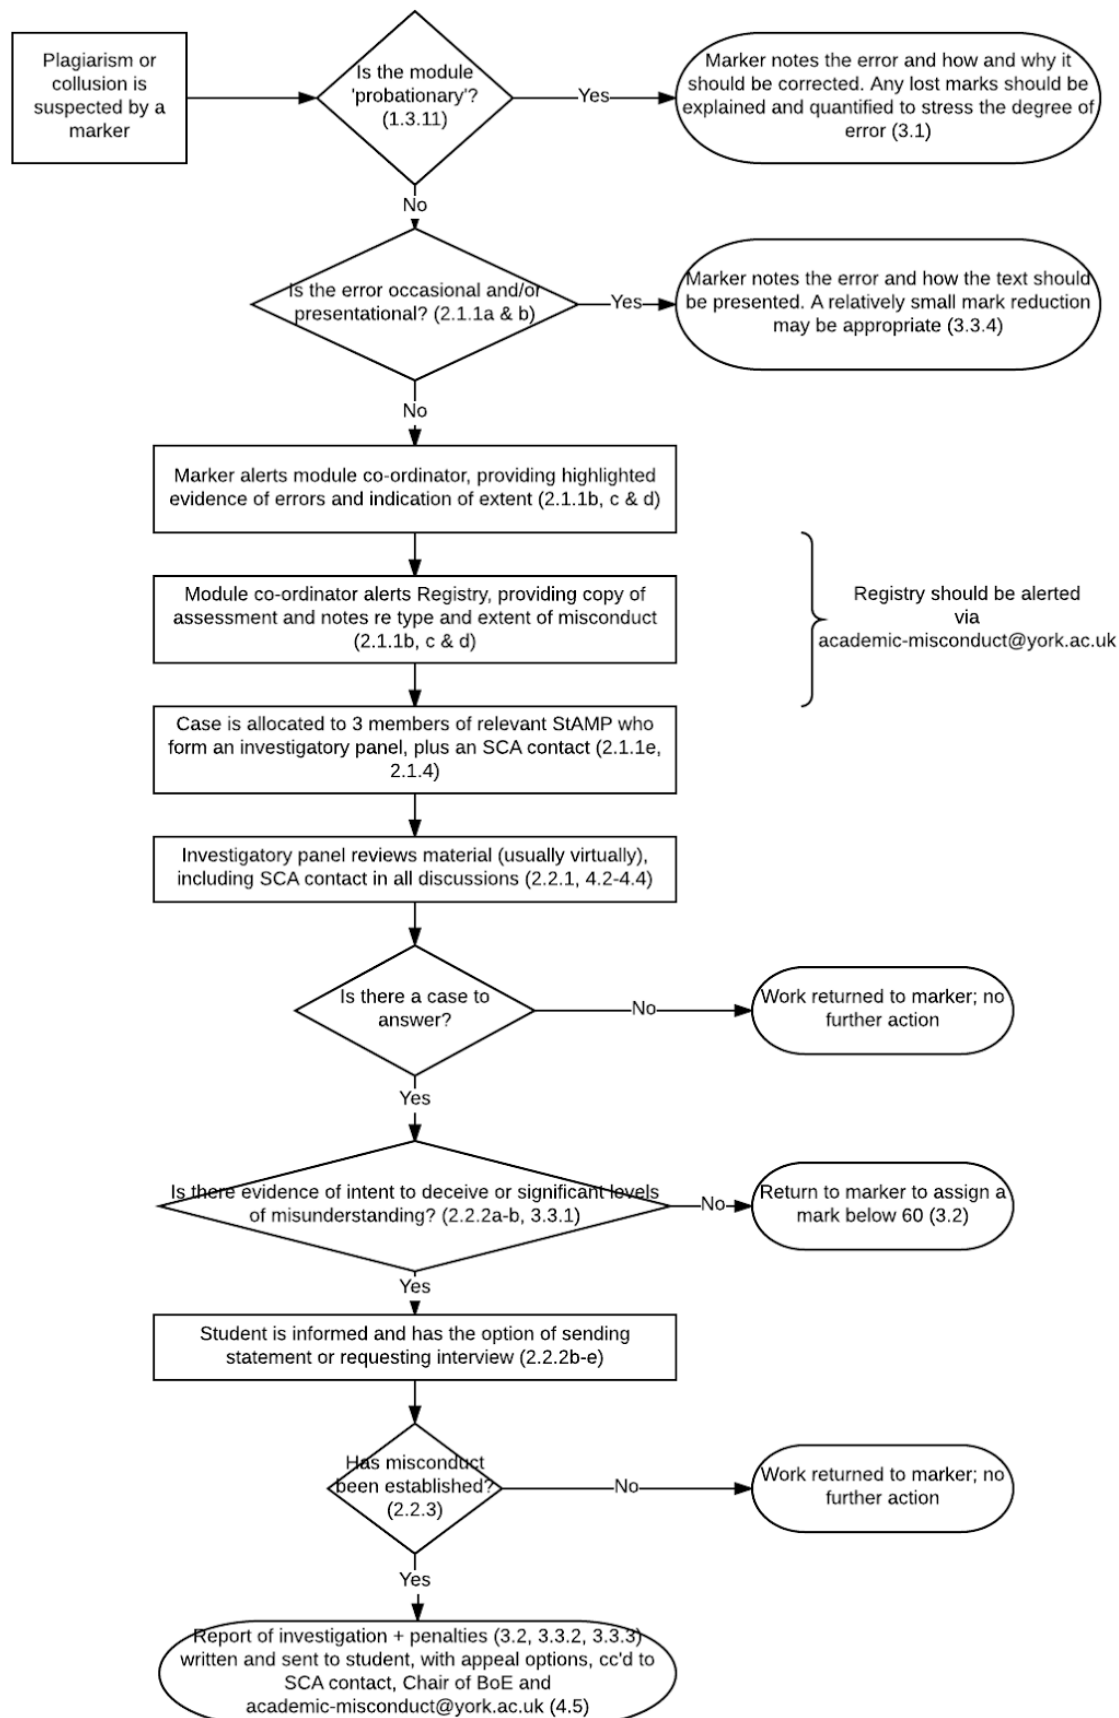 Plagiarism or
collusion is
suspected by a
marker
Is the module
'probationary'?
(1.3.11)
Yes
Marker notes the error and how and why it
should be corrected. Any lost marks should be
explained and quantified to stress the degree of
error (3.1)
No
Is the error occasional and/or
presentational? (2.1.1a & b)
Yes
Marker notes the error and how the text should
be presented. A relatively small mark reduction
may be appropriate (3.3.4)
No
Marker alerts module co-ordinator, providing highlighted
evidence of errors and indication of extent (2.1.1b, c & d)
Module co-ordinator alerts Registry, providing copy of
assessment and notes re type and extent of misconduct
(2.1.1b, c & d)
Registry should be alerted
via
academic-misconduct@york.ac.uk
Case is allocated to 3 members of relevant StAMP who
form an investigatory panel, plus an SCA contact (2.1.1e,
2.1.4)
Investigatory panel reviews material (usually virtually),
including SCA contact in all discussions (2.2.1, 4.2-4.4)
Is there a case to
answer?
No
Work returned to marker; no
further action
Yes
Is there evidence of intent to deceive or significant levels
of misunderstanding? (2.2.2a-b, 3.3.1)
No
Return to marker to assign a
mark below 60 (3.2)
Yes
Student is informed and has the option of sending
statement or requesting interview (2.2.2b-e)
Has misconduct
been established?
(2.2.3)
No
Work returned to marker; no
further action
Yes
Report of investigation + penalties (3.2, 3.3.2, 3.3.3)
written and sent to student, with appeal options, cc'd to
SCA contact, Chair of BoE and
academic-misconduct@york.ac.uk (4.5)